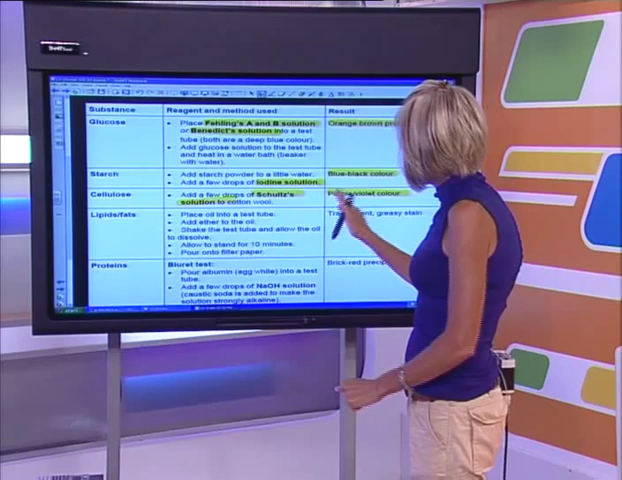 Substance Reagent and method used Result
Glucose
• Place Fehling's A and B solution
or Benedict's solution into a test
tube (both are a deep blue colour).
• Add glucose solution to the test tube
and heat in a water bath (beaker
with water).
Orange brown
Starch
• Add starch powder to a little water.
• Add a few drops of Iodine solution.
Blue-black colour
Cellulose
• Add a few drops of Schultz's
solution to cotton wool.
colour
Lipids/fats
• Place oil into a test tube.
• Add ether to the oil.
• Shake the test tube and allow the oil
to dissolve.
• Allow to stand for 10 minutes.
• Pour onto filter paper.
greasy stain
Proteins
Biuret test:
• Pour albumin (egg white) into a test
tube.
• Add a few drops of NaOH solution
(caustic soda is added to make the
solution strongly alkaline).
Brick-red